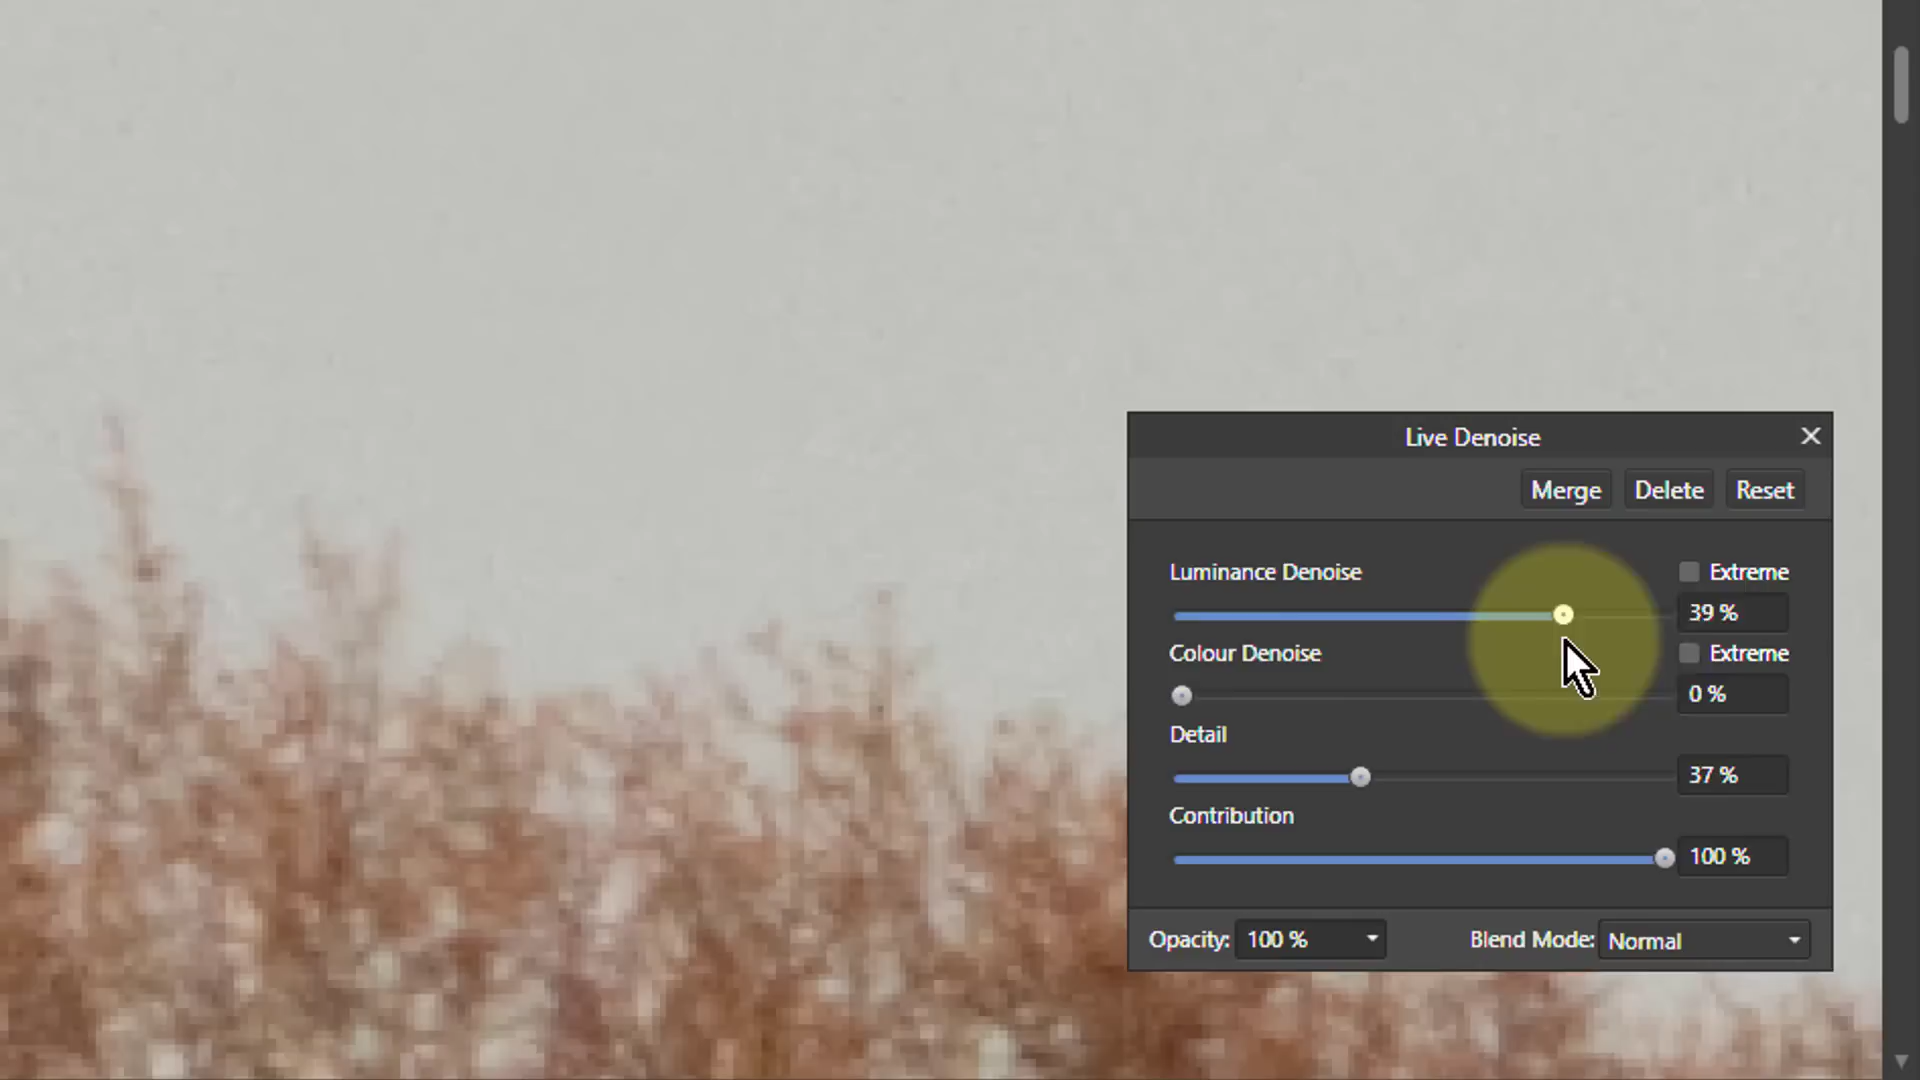 Live Denoise
Merge Delete Reset
Luminance Denoise Extreme
39 %
Colour Denoise Extreme
0 %
Detail
37 %
Contribution
100 %
Opacity: 100 % Blend Mode: Normal